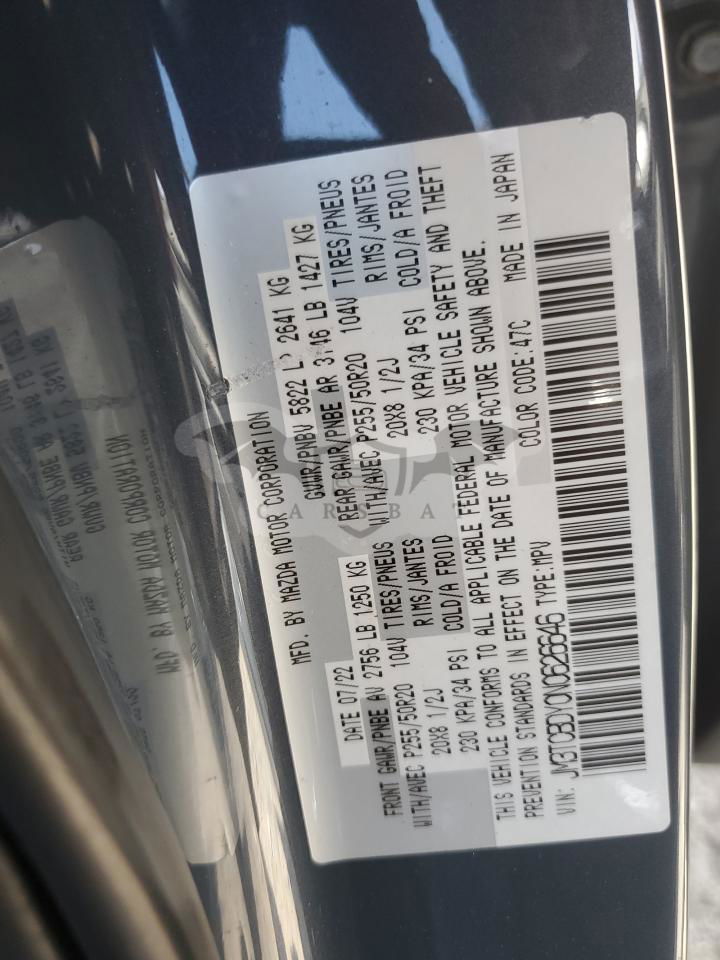 MFD. BY MAZDA MOTOR CORPORATION
DATE 07/22 GVWR/PNBV 5822 LB 2641 KG
FRONT GAWR/PNBE AV 2756 LB 1250 KG REAR GAWR/PNBE AR 3146 LB 1427 KG
WITH/AVEC P255/50R20 104V TIRES/PNEUS WITH/AVEC P255/50R20 104V TIRES/PNEUS
20X8 1/2J RIMS/JANTES 20X8 1/2J RIMS/JANTES
230 KPA/34 PSI COLD/A FROID 230 KPA/34 PSI COLD/A FROID
THIS VEHICLE CONFORMS TO ALL APPLICABLE FEDERAL MOTOR VEHICLE SAFETY AND THEFT
PREVENTION STANDARDS IN EFFECT ON THE DATE OF MANUFACTURE SHOWN ABOVE.
VIN: JM3TCBDY0N0626646 TYPE:MPV COLOR CODE:47C MADE IN JAPAN
CARSBAT